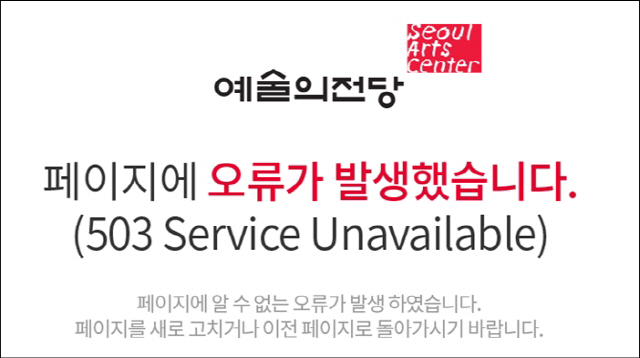 Seoul
Arts
Center
예술의전당
페이지에 오류가 발생했습니다.
(503 Service Unavailable)
페이지에 알 수 없는 오류가 발생 하였습니다.
페이지를 새로 고치거나 이전 페이지로 돌아가시기 바랍니다.